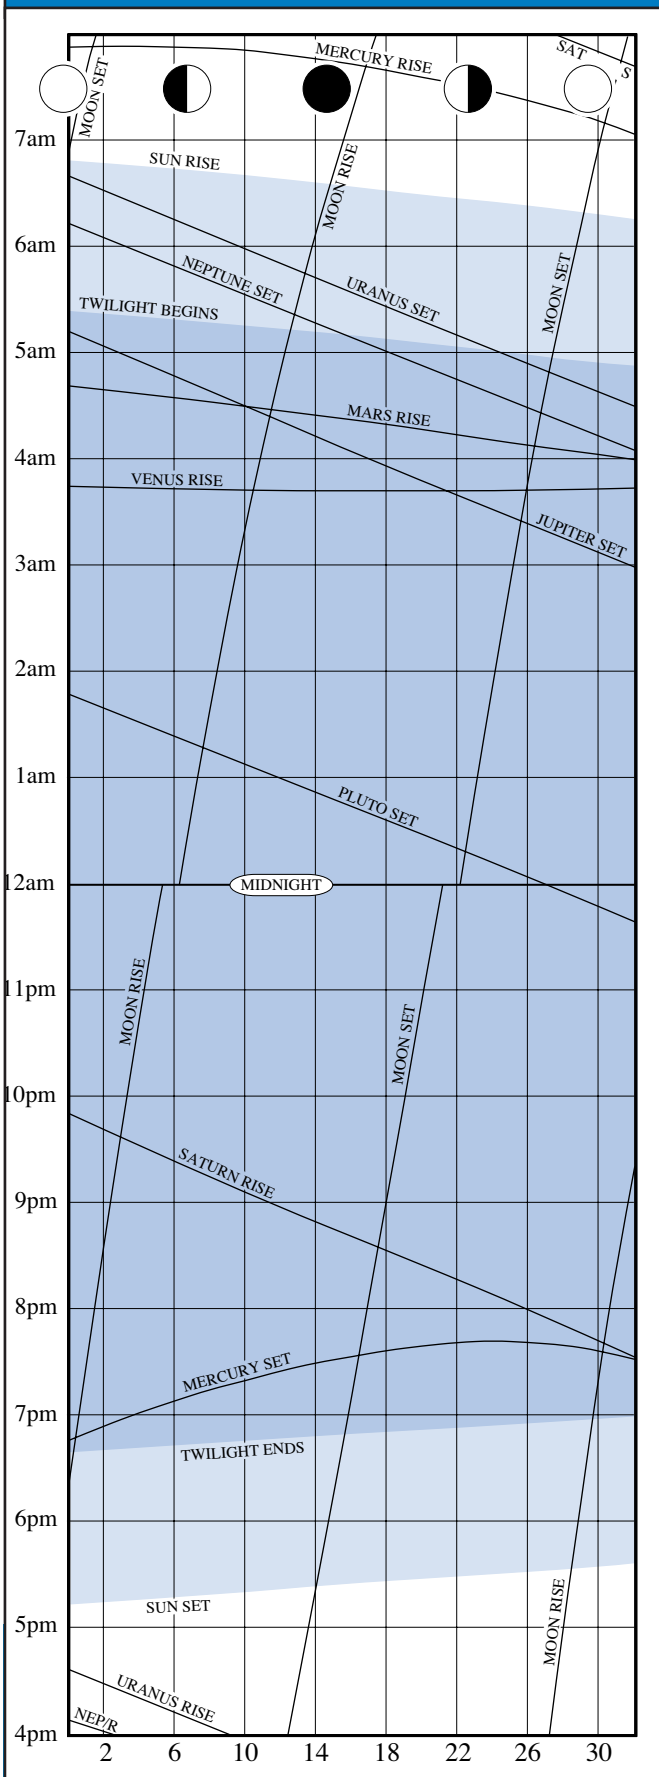 MERCURY RISE
SAT
S
MOON SET
7am
SUN RISE
MOON RISE
6am
NEPTUNE SET
URANUS SET
MOON SET
TWILIGHT BEGINS
5am
MARS RISE
4am
VENUS RISE
JUPITER SET
3am
2am
1am
PLUTO SET
12am
MIDNIGHT
11pm
MOON RISE
MOON SET
10pm
SATURN RISE
9pm
8pm
MERCURY SET
7pm
TWILIGHT ENDS
6pm
SUN SET
5pm
MOON RISE
URANUS RISE
NEP/R
4pm
2 6 10 14 18 22 26 30